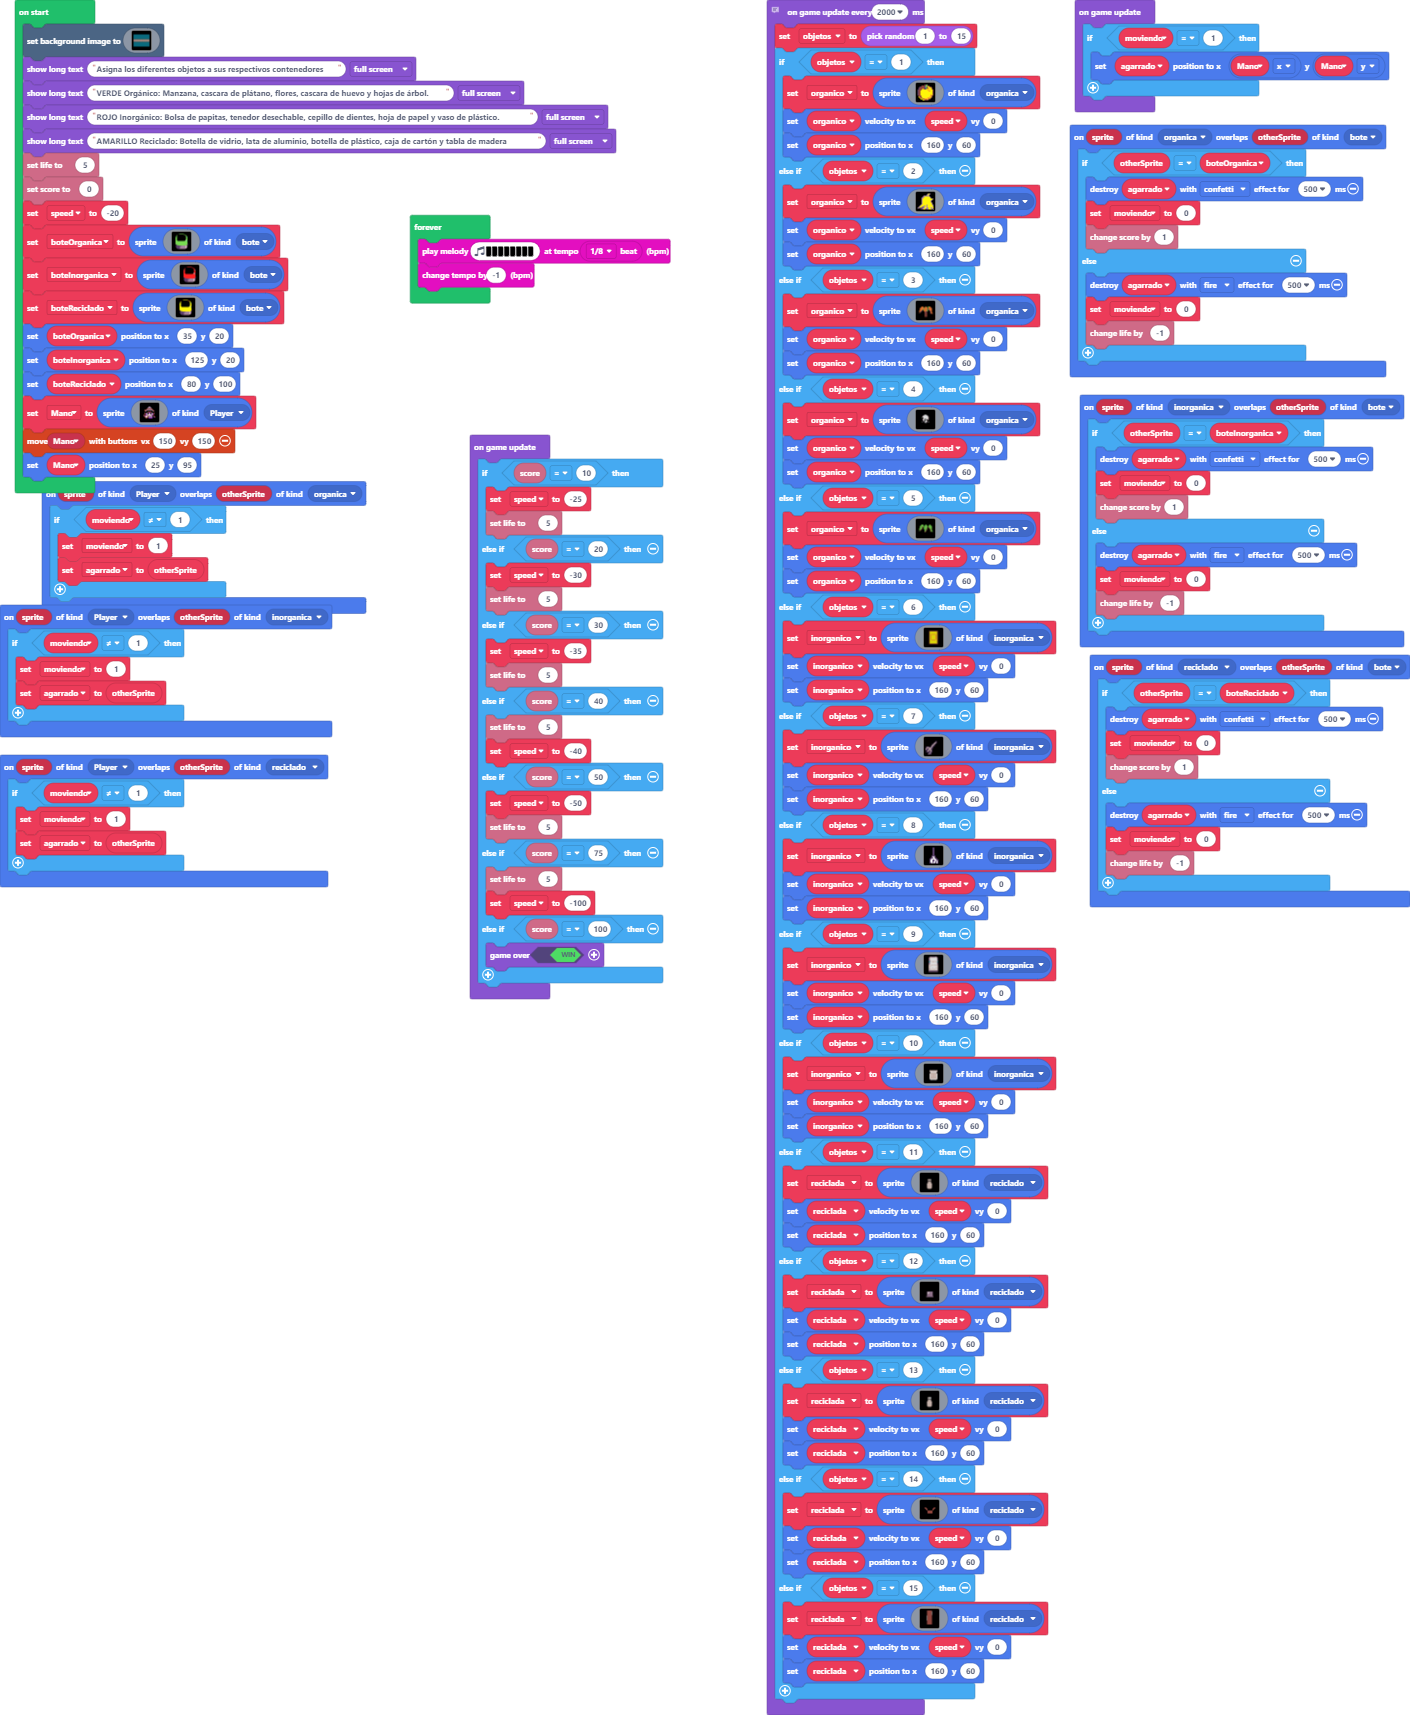 on start
set background image to
show long text "Asigna los diferentes objetos a sus respectivos contenedores full screen
show long text "VERDE Orgánico: Manzana, cascara de plátano, flores, cascara de huevo y hojas de árbol. full screen
show long text "ROJO Inorgánico: Bolsa de papitas, tenedor desechable, cepillo de dientes, hoja de papel y vaso de plástico. full screen
show long text "AMARILLO Reciclado: Botella de vidrio, lata de aluminio, botella de plástico, caja de cartón y tabla de madera full screen
set life to 5
set score to 0
set speed to -20
set boteOrganica to sprite of kind bote
set boteInorganica to sprite of kind bote
set boteReciclado to sprite of kind bote
set boteOrganica position to x 35 y 20
set boteInorganica position to x 125 y 20
set boteReciclado position to x 80 y 100
set Mano to sprite of kind Player
move Mano with buttons vx 150 vy 150
set Mano position to x 25 y 95
on sprite of kind Player overlaps otherSprite of kind organica
if moviendo ≠ 1 then
set moviendo to 1
set agarrado to otherSprite
on sprite of kind Player overlaps otherSprite of kind inorganica
if moviendo ≠ 1 then
set moviendo to 1
set agarrado to otherSprite
on sprite of kind Player overlaps otherSprite of kind reciclado
if moviendo ≠ 1 then
set moviendo to 1
set agarrado to otherSprite
forever
play melody at tempo 1/8 beat (bpm)
change tempo by -1 (bpm)
on game update
if score = 10 then
set speed to -25
set life to 5
else if score = 20 then
set speed to -30
set life to 5
else if score = 30 then
set speed to -35
set life to 5
else if score = 40 then
set life to 5
set speed to -40
else if score = 50 then
set speed to -50
set life to 5
else if score = 75 then
set life to 5
set speed to -100
else if score = 100 then
game over WIN
on game update every 2000 ms
set objetos to pick random 1 to 15
if objetos = 1 then
set organico to sprite of kind organica
set organico velocity to vx speed vy 0
set organico position to x 160 y 60
else if objetos = 2 then
set organico to sprite of kind organica
set organico velocity to vx speed vy 0
set organico position to x 160 y 60
else if objetos = 3 then
set organico to sprite of kind organica
set organico velocity to vx speed vy 0
set organico position to x 160 y 60
else if objetos = 4 then
set organico to sprite of kind organica
set organico velocity to vx speed vy 0
set organico position to x 160 y 60
else if objetos = 5 then
set organico to sprite of kind organica
set organico velocity to vx speed vy 0
set organico position to x 160 y 60
else if objetos = 6 then
set inorganico to sprite of kind inorganica
set inorganico velocity to vx speed vy 0
set inorganico position to x 160 y 60
else if objetos = 7 then
set inorganico to sprite of kind inorganica
set inorganico velocity to vx speed vy 0
set inorganico position to x 160 y 60
else if objetos = 8 then
set inorganico to sprite of kind inorganica
set inorganico velocity to vx speed vy 0
set inorganico position to x 160 y 60
else if objetos = 9 then
set inorganico to sprite of kind inorganica
set inorganico velocity to vx speed vy 0
set inorganico position to x 160 y 60
else if objetos = 10 then
set inorganico to sprite of kind inorganica
set inorganico velocity to vx speed vy 0
set inorganico position to x 160 y 60
else if objetos = 11 then
set reciclada to sprite of kind reciclado
set reciclada velocity to vx speed vy 0
set reciclada position to x 160 y 60
else if objetos = 12 then
set reciclada to sprite of kind reciclado
set reciclada velocity to vx speed vy 0
set reciclada position to x 160 y 60
else if objetos = 13 then
set reciclada to sprite of kind reciclado
set reciclada velocity to vx speed vy 0
set reciclada position to x 160 y 60
else if objetos = 14 then
set reciclada to sprite of kind reciclado
set reciclada velocity to vx speed vy 0
set reciclada position to x 160 y 60
else if objetos = 15 then
set reciclada to sprite of kind reciclado
set reciclada velocity to vx speed vy 0
set reciclada position to x 160 y 60
on game update
if moviendo = 1 then
set agarrado position to x Mano x y Mano y
on sprite of kind organica overlaps otherSprite of kind bote
if otherSprite = boteOrganica then
destroy agarrado with confetti effect for 500 ms
set moviendo to 0
change score by 1
else
destroy agarrado with fire effect for 500 ms
set moviendo to 0
change life by -1
on sprite of kind inorganica overlaps otherSprite of kind bote
if otherSprite = boteInorganica then
destroy agarrado with confetti effect for 500 ms
set moviendo to 0
change score by 1
else
destroy agarrado with fire effect for 500 ms
set moviendo to 0
change life by -1
on sprite of kind reciclado overlaps otherSprite of kind bote
if otherSprite = boteReciclado then
destroy agarrado with confetti effect for 500 ms
set moviendo to 0
change score by 1
else
destroy agarrado with fire effect for 500 ms
set moviendo to 0
change life by -1